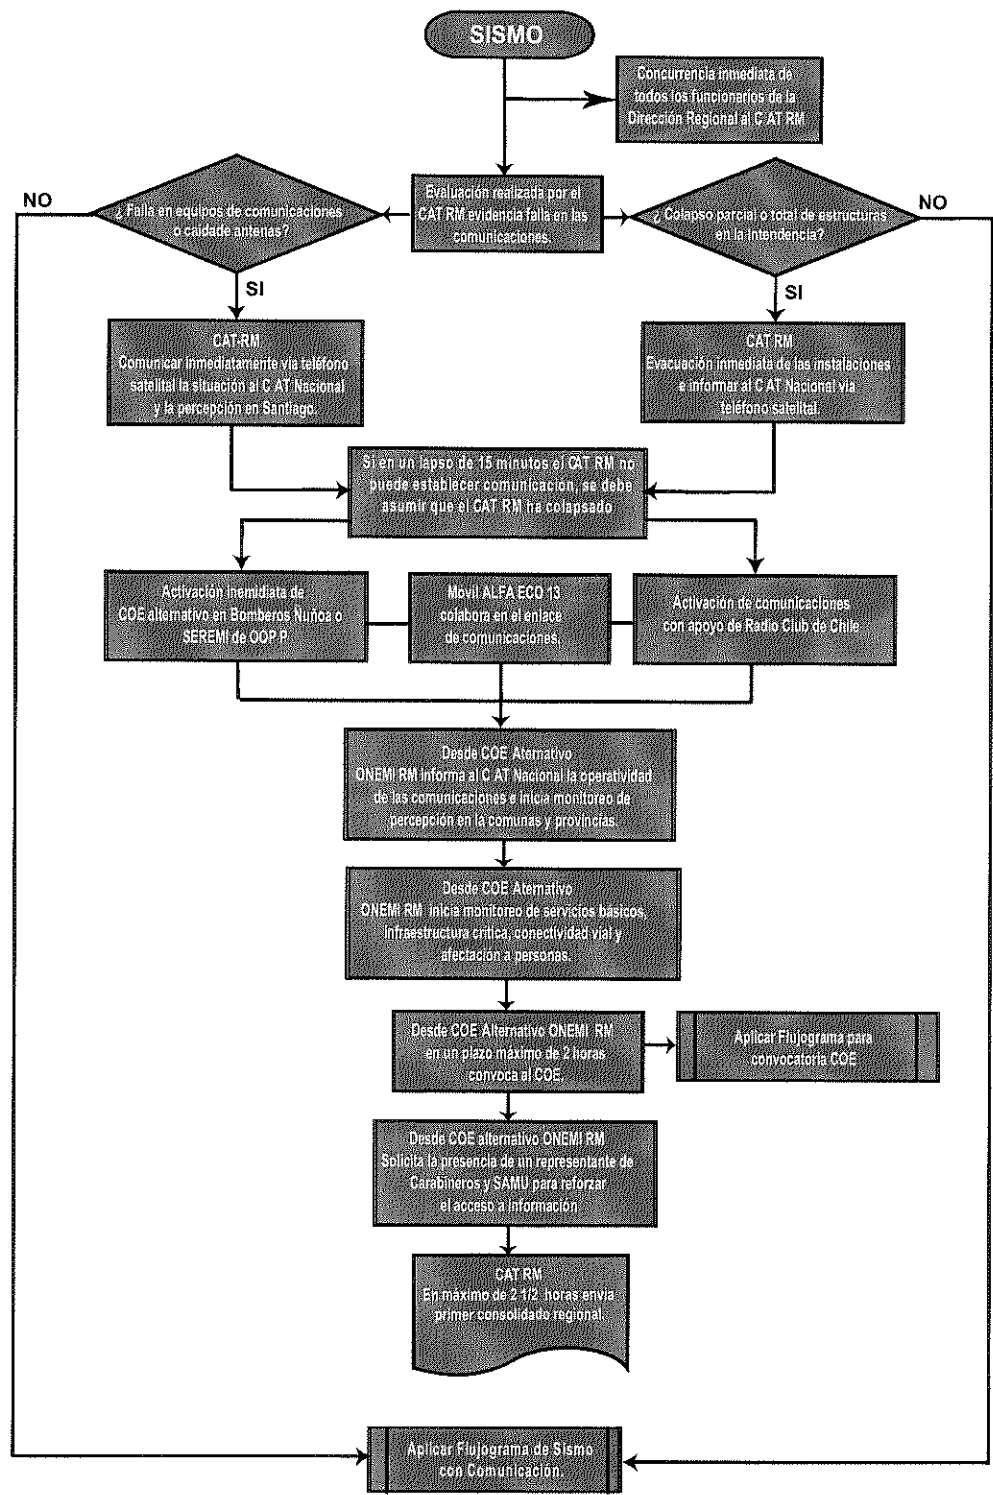 SISMO
Concurrencia inmediata de
todos los funcionarios de la
Dirección Regional al C AT RM
NO
¿ Falla en equipos de comunicaciones
o caidade antenas?
Evaluación realizada por el
CAT RM evidencia falla en las
comunicaciones.
¿ Colapso parcial o total de estructuras
en la Intendencia?
NO
SI
SI
CAT-RM
Comunicar inmediatamente via teléfono
satelital la situación al C AT Nacional
y la percepción en Santiago.
CAT RM
Evacuación inmediata de las instalaciones
e informar al C AT Nacional via
teléfono satelital.
Si en un lapso de 15 minutos el CAT RM no
puede establecer comunicación, se debe
asumir que el CAT RM ha colapsado
Activación inemidiata de
COE alternativo en Bomberos Ñuñoa o
SEREMI de OOP P
Movil ALFA ECO 13
colabora en el enlace
de comunicaciones.
Activación de comunicaciones
con apoyo de Radio Club de Chile
Desde COE Aternativo
ONEMI RM informa al C AT Nacional la operatividad
de las comunicaciones e inicia monitoreo de
percepción en la comunas y provincias.
Desde COE Aternativo
ONEMI RM inicia monitoreo de servicios básicos,
infraestructura crítica, conectividad vial y
afectación a personas.
Desde COE Alternativo ONEMI RM
en un plazo máximo de 2 horas
convoca al COE.
Aplicar Flujograma para
convocatoria COE
Desde COE alternativo ONEMI RM
Solicita la presencia de un representante de
Carabineros y SAMU para reforzar
el acceso a información
CAT RM
En máximo de 2 1/2 horas envía
primer consolidado regional.
Aplicar Flujograma de Sismo
con Comunicación.